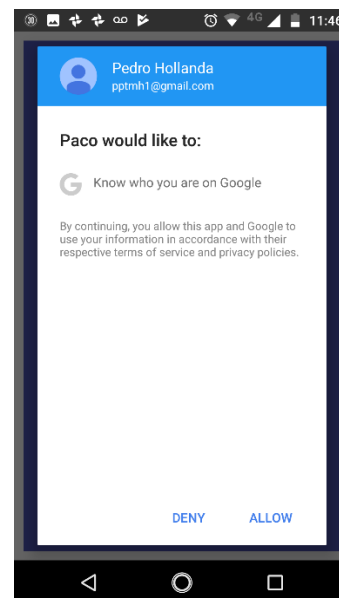 30 4G 11:46
Pedro Hollanda
pptmh1@gmail.com
Paco would like to:
G Know who you are on Google
By continuing, you allow this app and Google to
use your information in accordance with their
respective terms of service and privacy policies.
DENY ALLOW